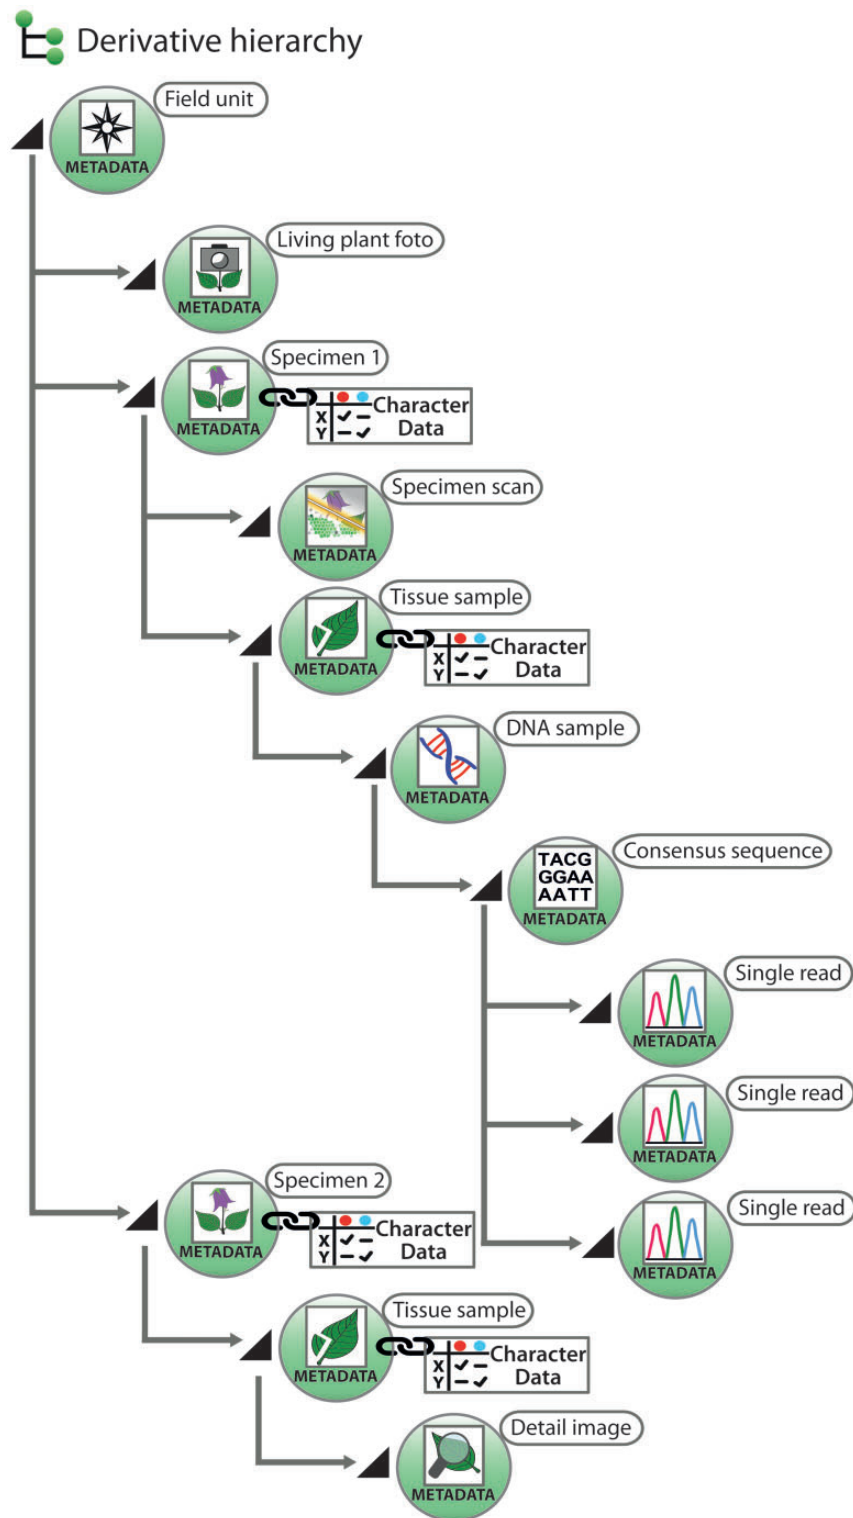 Derivative hierarchy
Field unit
METADATA
Living plant foto
METADATA
Specimen 1
METADATA
Character
X
Data
Y
Specimen scan
METADATA
Tissue sample
METADATA
Character
X
Data
Y
DNA sample
METADATA
Consensus sequence
TACG
GGAA
AATT
METADATA
Single read
METADATA
Single read
METADATA
Specimen 2
METADATA
Character
X
Data
Y
Single read
METADATA
Tissue sample
METADATA
Character
X
Data
Y
Detail image
METADATA